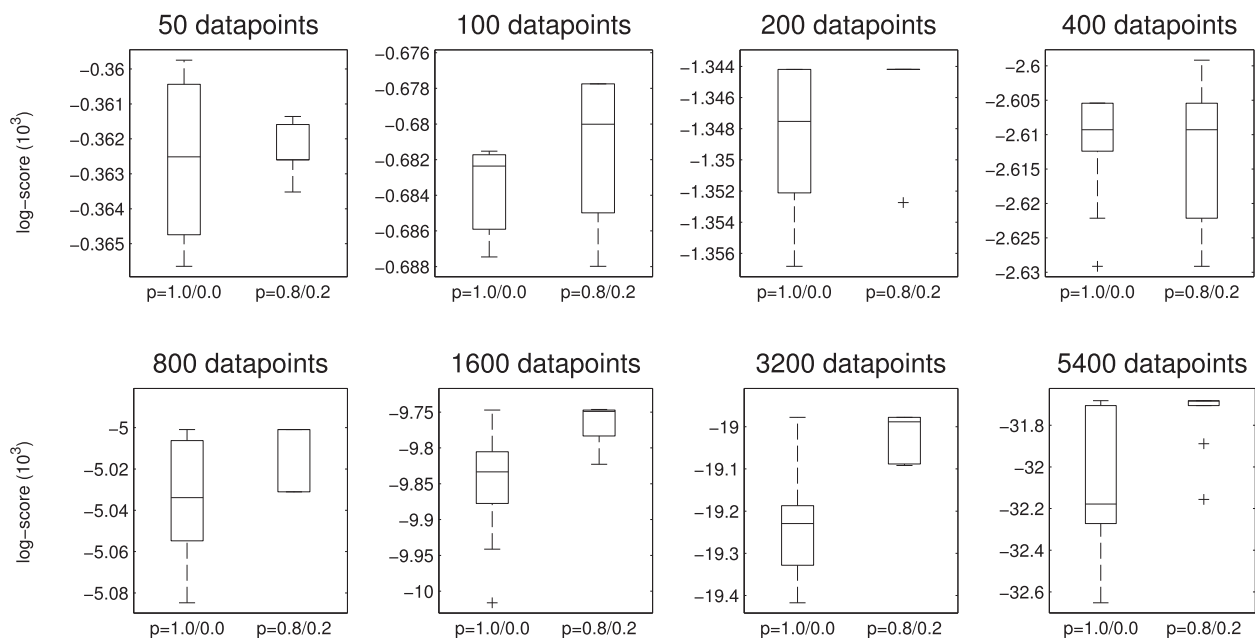 50 datapoints
100 datapoints
200 datapoints
400 datapoints
log−score (10³)
−0.36
−0.361
−0.362
−0.363
−0.364
−0.365
p=1.0/0.0 p=0.8/0.2
−0.676
−0.678
−0.68
−0.682
−0.684
−0.686
−0.688
p=1.0/0.0 p=0.8/0.2
−1.344
−1.346
−1.348
−1.35
−1.352
−1.354
−1.356
p=1.0/0.0 p=0.8/0.2
−2.6
−2.605
−2.61
−2.615
−2.62
−2.625
−2.63
p=1.0/0.0 p=0.8/0.2
800 datapoints
1600 datapoints
3200 datapoints
5400 datapoints
log−score (10³)
−5
−5.02
−5.04
−5.06
−5.08
p=1.0/0.0 p=0.8/0.2
−9.75
−9.8
−9.85
−9.9
−9.95
−10
p=1.0/0.0 p=0.8/0.2
−19
−19.1
−19.2
−19.3
−19.4
p=1.0/0.0 p=0.8/0.2
−31.8
−32
−32.2
−32.4
−32.6
p=1.0/0.0 p=0.8/0.2